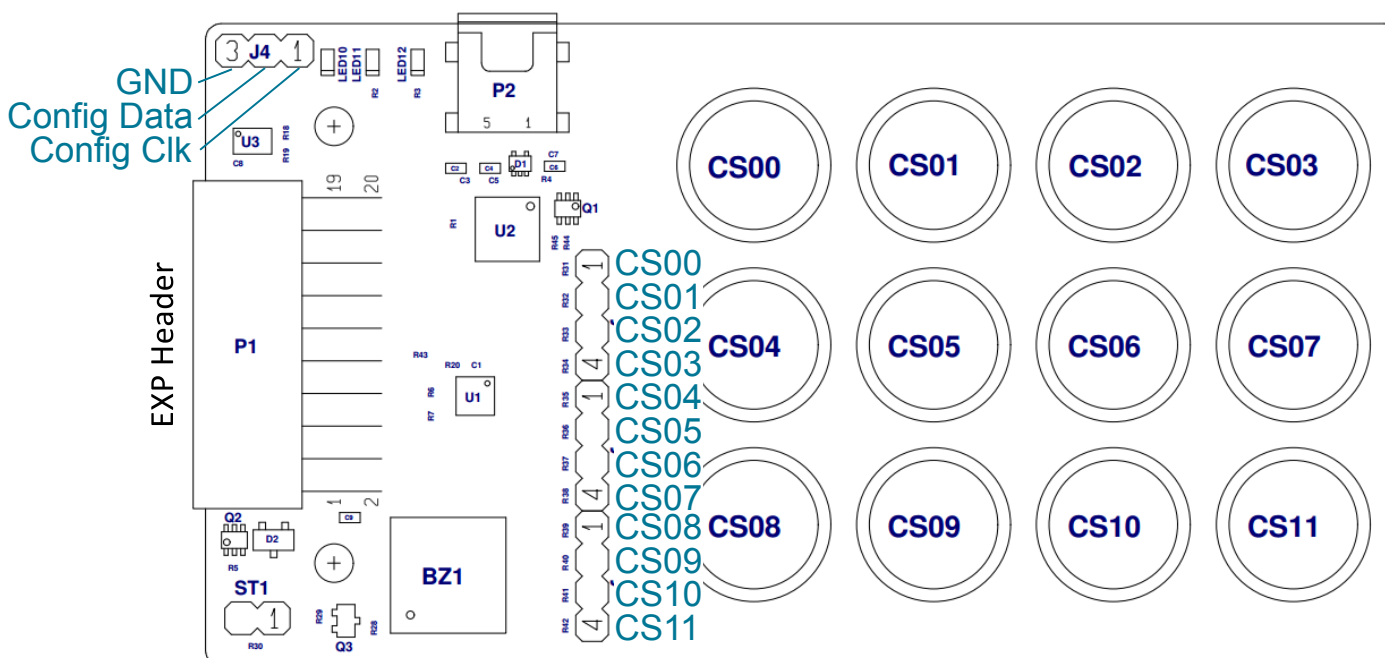 3 J4 1
GND
Config Data
Config Clk
LED10
LED11
LED12
R2
R3
P2
5 1
U3
R18
R19
C8
19
20
C2
C3
C4
C5
D1
C7
C6
R4
Q1
R1
U2
R45
R44
EXP Header
P1
R43
R20
C1
R6
R7
U1
1
2
C9
Q2
D2
R5
ST1
1
R30
R29
R28
Q3
BZ1
R31 1 CS00
R32 CS01
R33 CS02
R34 4 CS03
R35 1 CS04
R36 CS05
R37 CS06
R38 4 CS07
R39 1 CS08
R40 CS09
R41 CS10
R42 4 CS11
CS00 CS01 CS02 CS03
CS04 CS05 CS06 CS07
CS08 CS09 CS10 CS11